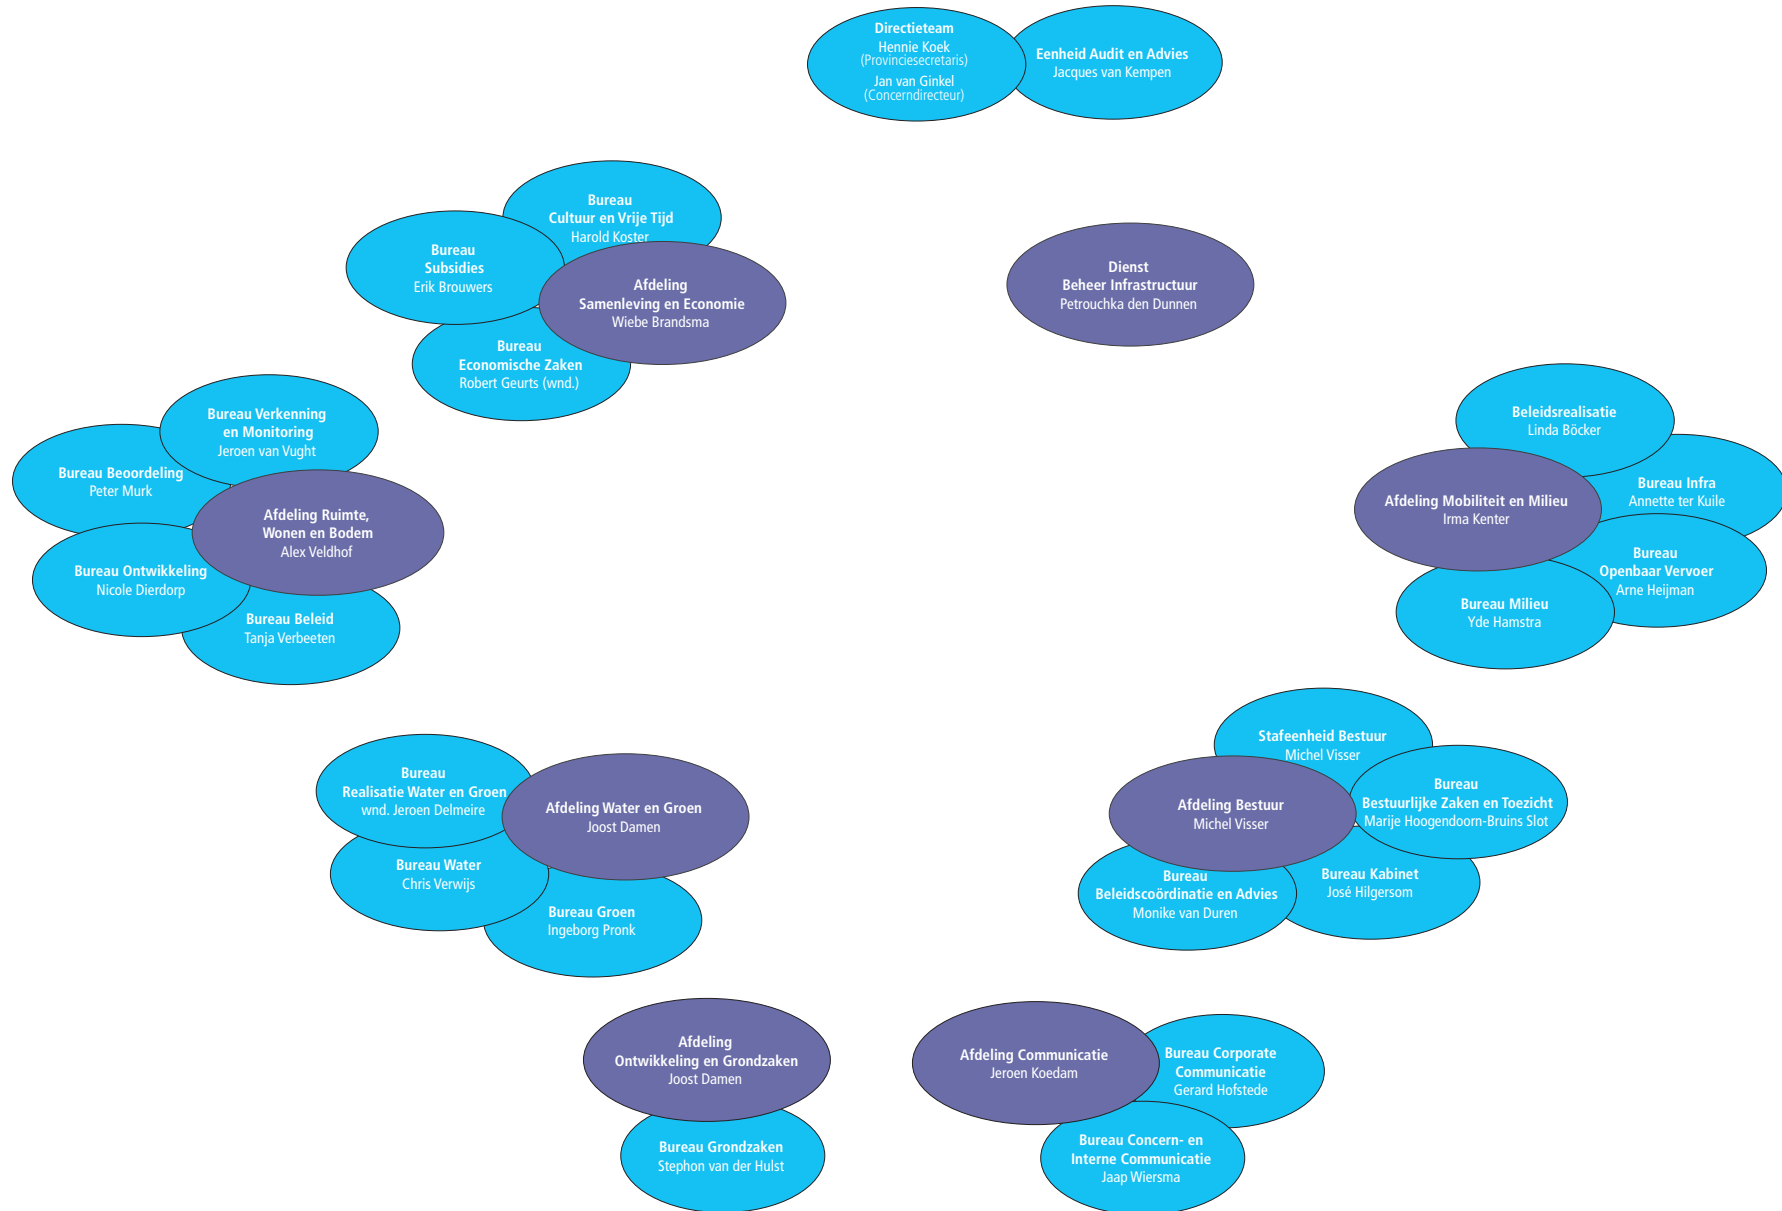 Directieteam
Hennie Koek
(Provinciesecretaris)
Jan van Ginkel
(Concerndirecteur)
Eenheid Audit en Advies
Jacques van Kempen
Bureau
Cultuur en Vrije Tijd
Harold Koster
Bureau
Subsidies
Erik Brouwers
Afdeling
Samenleving en Economie
Wiebe Brandsma
Bureau
Economische Zaken
Robert Geurts (wnd.)
Dienst
Beheer Infrastructuur
Petrouchka den Dunnen
Bureau Verkenning
en Monitoring
Jeroen van Vught
Bureau Beoordeling
Peter Murk
Afdeling Ruimte,
Wonen en Bodem
Alex Veldhof
Bureau Ontwikkeling
Nicole Dierdorp
Bureau Beleid
Tanja Verbeeten
Beleidsrealisatie
Linda Böcker
Bureau Infra
Annette ter Kuile
Afdeling Mobiliteit en Milieu
Irma Kenter
Bureau
Openbaar Vervoer
Arne Heijman
Bureau Milieu
Yde Hamstra
Bureau
Realisatie Water en Groen
wnd. Jeroen Delmeire
Afdeling Water en Groen
Joost Damen
Bureau Water
Chris Verwijs
Bureau Groen
Ingeborg Pronk
Stafeenheid Bestuur
Michel Visser
Bureau
Bestuurlijke Zaken en Toezicht
Marije Hoogendoorn-Bruins Slot
Afdeling Bestuur
Michel Visser
Bureau Kabinet
José Hilgersom
Bureau
Beleidscoördinatie en Advies
Monike van Duren
Afdeling
Ontwikkeling en Grondzaken
Joost Damen
Bureau Grondzaken
Stephon van der Hulst
Afdeling Communicatie
Jeroen Koedam
Bureau Corporate
Communicatie
Gerard Hofstede
Bureau Concern- en
Interne Communicatie
Jaap Wiersma